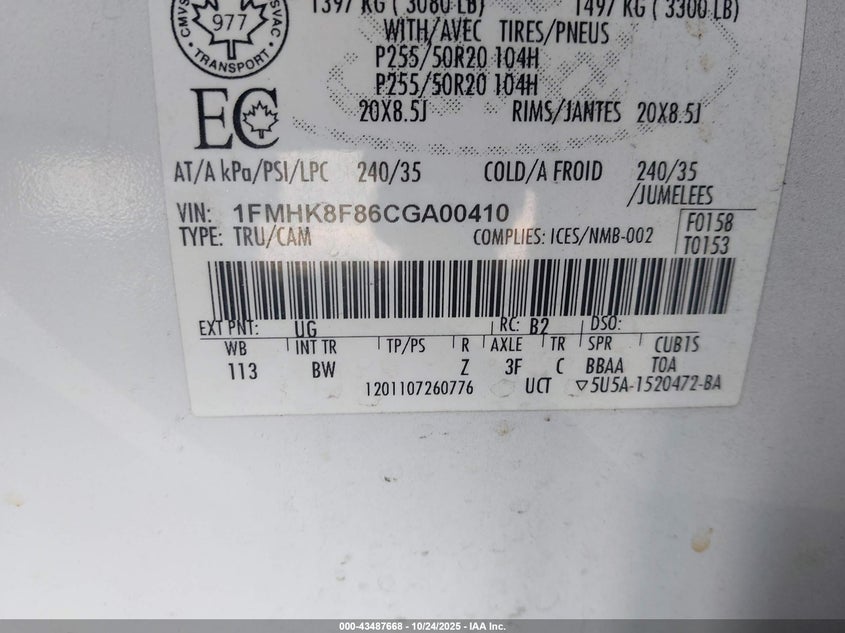 1397 KG ( 3080 LB) 1497 KG ( 3300 LB)
CMVSS 977 NSVAC
TRANSPORT
WITH/AVEC TIRES/PNEUS
P255/50R20 104H
P255/50R20 104H
20X8.5J RIMS/JANTES 20X8.5J
EC
AT/A kPa/PSI/LPC 240/35 COLD/A FROID 240/35
/JUMELEES
VIN: 1FMHK8F86CGA00410
F0158
TYPE: TRU/CAM COMPLIES: ICES/NMB-002
T0153
EXT PNT: UG RC: B2 DSO:
WB INT TR TP/PS R AXLE TR SPR CUB1S
113 BW Z 3F C BBAA TOA
1201107260776 UCT ▽5U5A-1520472-BA
000-43487668 - 10/24/2025 - IAA Inc.